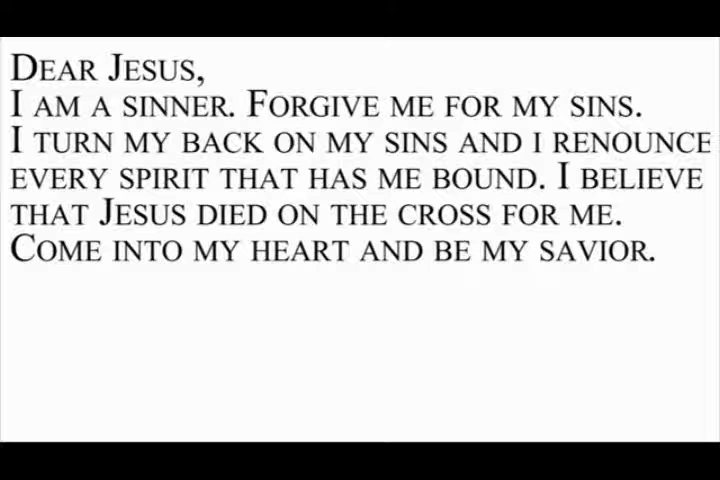 DEAR JESUS,
I AM A SINNER. FORGIVE ME FOR MY SINS.
I TURN MY BACK ON MY SINS AND I RENOUNCE
EVERY SPIRIT THAT HAS ME BOUND. I BELIEVE
THAT JESUS DIED ON THE CROSS FOR ME.
COME INTO MY HEART AND BE MY SAVIOR.